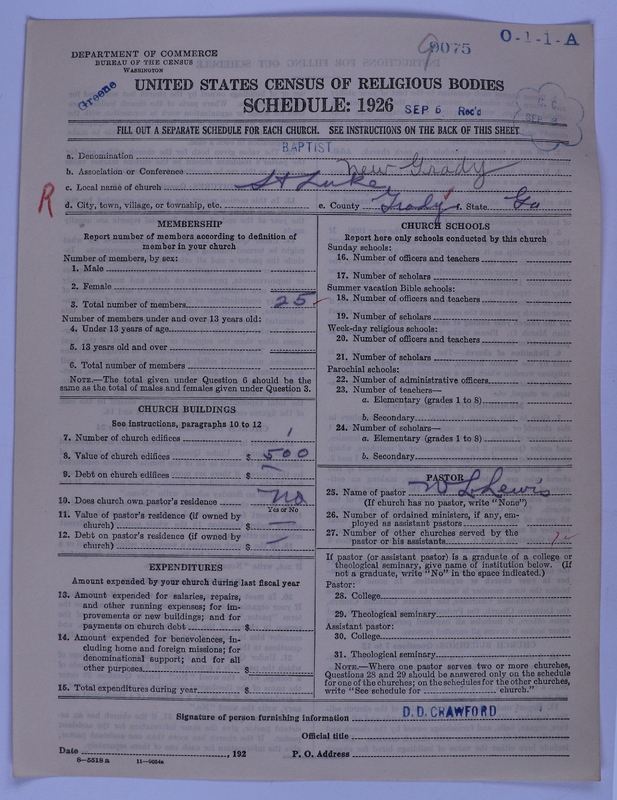 DEPARTMENT OF COMMERCE
BUREAU OF THE CENSUS
WASHINGTON
Greene
9075
O-1-1-A
UNITED STATES CENSUS OF RELIGIOUS BODIES
SCHEDULE: 1926 SEP 6 Rec'd
FILL OUT A SEPARATE SCHEDULE FOR EACH CHURCH. SEE INSTRUCTIONS ON THE BACK OF THIS SHEET
a. Denomination BAPTIST
b. Association or Conference New Grady
c. Local name of church St Luke
R
d. City, town, village, or township, etc. e. County Grady f. State Ga
MEMBERSHIP
Report number of members according to definition of
member in your church
Number of members, by sex:
1. Male
2. Female
3. Total number of members 25
Number of members under and over 13 years old:
4. Under 13 years of age
5. 13 years old and over
6. Total number of members
NOTE.—The total given under Question 6 should be the
same as the total of males and females given under Question 3.
CHURCH BUILDINGS
See instructions, paragraphs 10 to 12
7. Number of church edifices 1
8. Value of church edifices $ 500
9. Debt on church edifices $ —
10. Does church own pastor's residence No
Yes or No
11. Value of pastor's residence (if owned by
church) $ —
12. Debt on pastor's residence (if owned by
church) $ —
EXPENDITURES
Amount expended by your church during last fiscal year
13. Amount expended for salaries, repairs,
and other running expenses; for im-
provements or new buildings; and for
payments on church debt $
14. Amount expended for benevolences, in-
cluding home and foreign missions; for
denominational support; and for all
other purposes $
15. Total expenditures during year $
CHURCH SCHOOLS
Report here only schools conducted by this church
Sunday schools:
16. Number of officers and teachers
17. Number of scholars
Summer vacation Bible schools:
18. Number of officers and teachers
19. Number of scholars
Week-day religious schools:
20. Number of officers and teachers
21. Number of scholars
Parochial schools:
22. Number of administrative officers
23. Number of teachers—
a. Elementary (grades 1 to 8)
b. Secondary
24. Number of scholars—
a. Elementary (grades 1 to 8)
b. Secondary
PASTOR
25. Name of pastor W L Lewis
(If church has no pastor, write "None")
26. Number of ordained ministers, if any, em-
ployed as assistant pastors
27. Number of other churches served by the
pastor or his assistants
If pastor (or assistant pastor) is a graduate of a college or
theological seminary, give name of institution below. (If
not a graduate, write "No" in the space indicated.)
Pastor:
28. College
29. Theological seminary
Assistant pastor:
30. College
31. Theological seminary
NOTE.—Where one pastor serves two or more churches,
Questions 28 and 29 should be answered only on the schedule
for one of the churches; on the schedules for the other churches,
write "See schedule for church."
Signature of person furnishing information D. D. CRAWFORD
Official title
Date , 192 P. O. Address
8—5518a 11—9054a